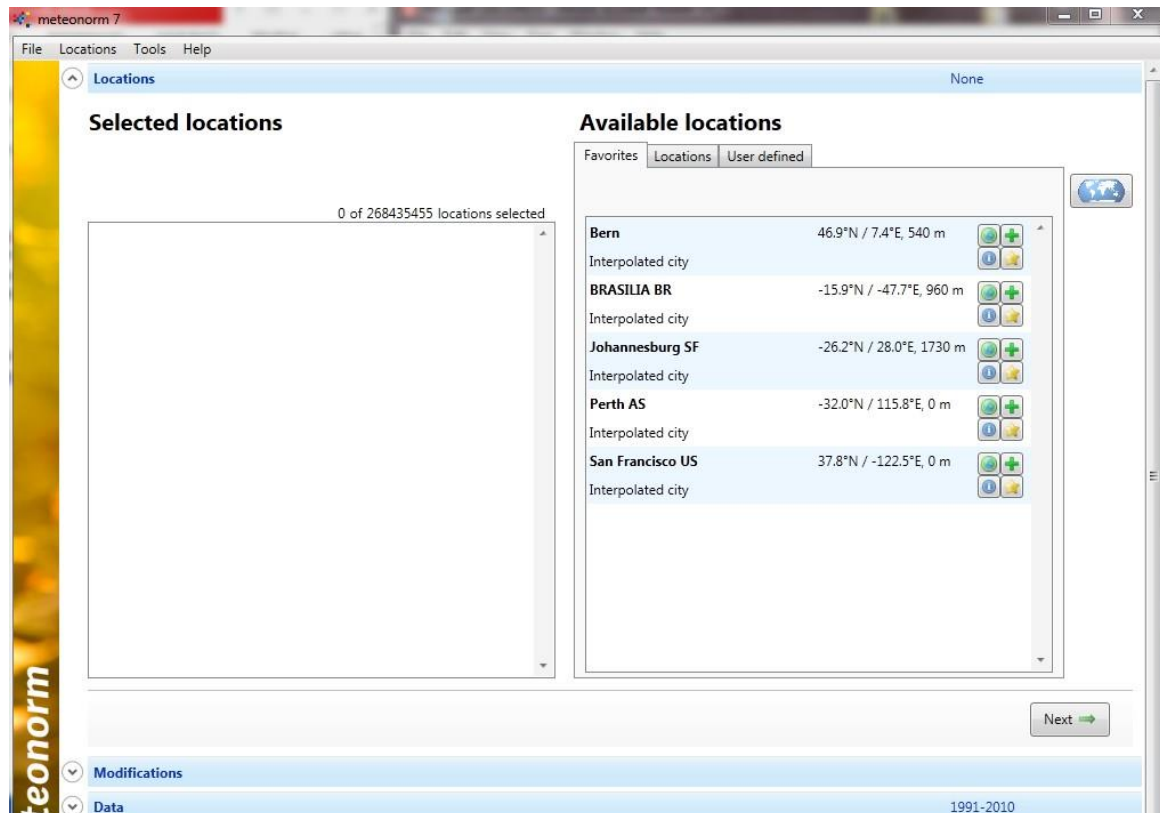 meteonorm 7
File Locations Tools Help
Locations None
Selected locations
Available locations
Favorites Locations User defined
0 of 268435455 locations selected
Bern 46.9°N / 7.4°E, 540 m
Interpolated city
BRASILIA BR -15.9°N / -47.7°E, 960 m
Interpolated city
Johannesburg SF -26.2°N / 28.0°E, 1730 m
Interpolated city
Perth AS -32.0°N / 115.8°E, 0 m
Interpolated city
San Francisco US 37.8°N / -122.5°E, 0 m
Interpolated city
Next
Modifications
Data 1991-2010
teonorm